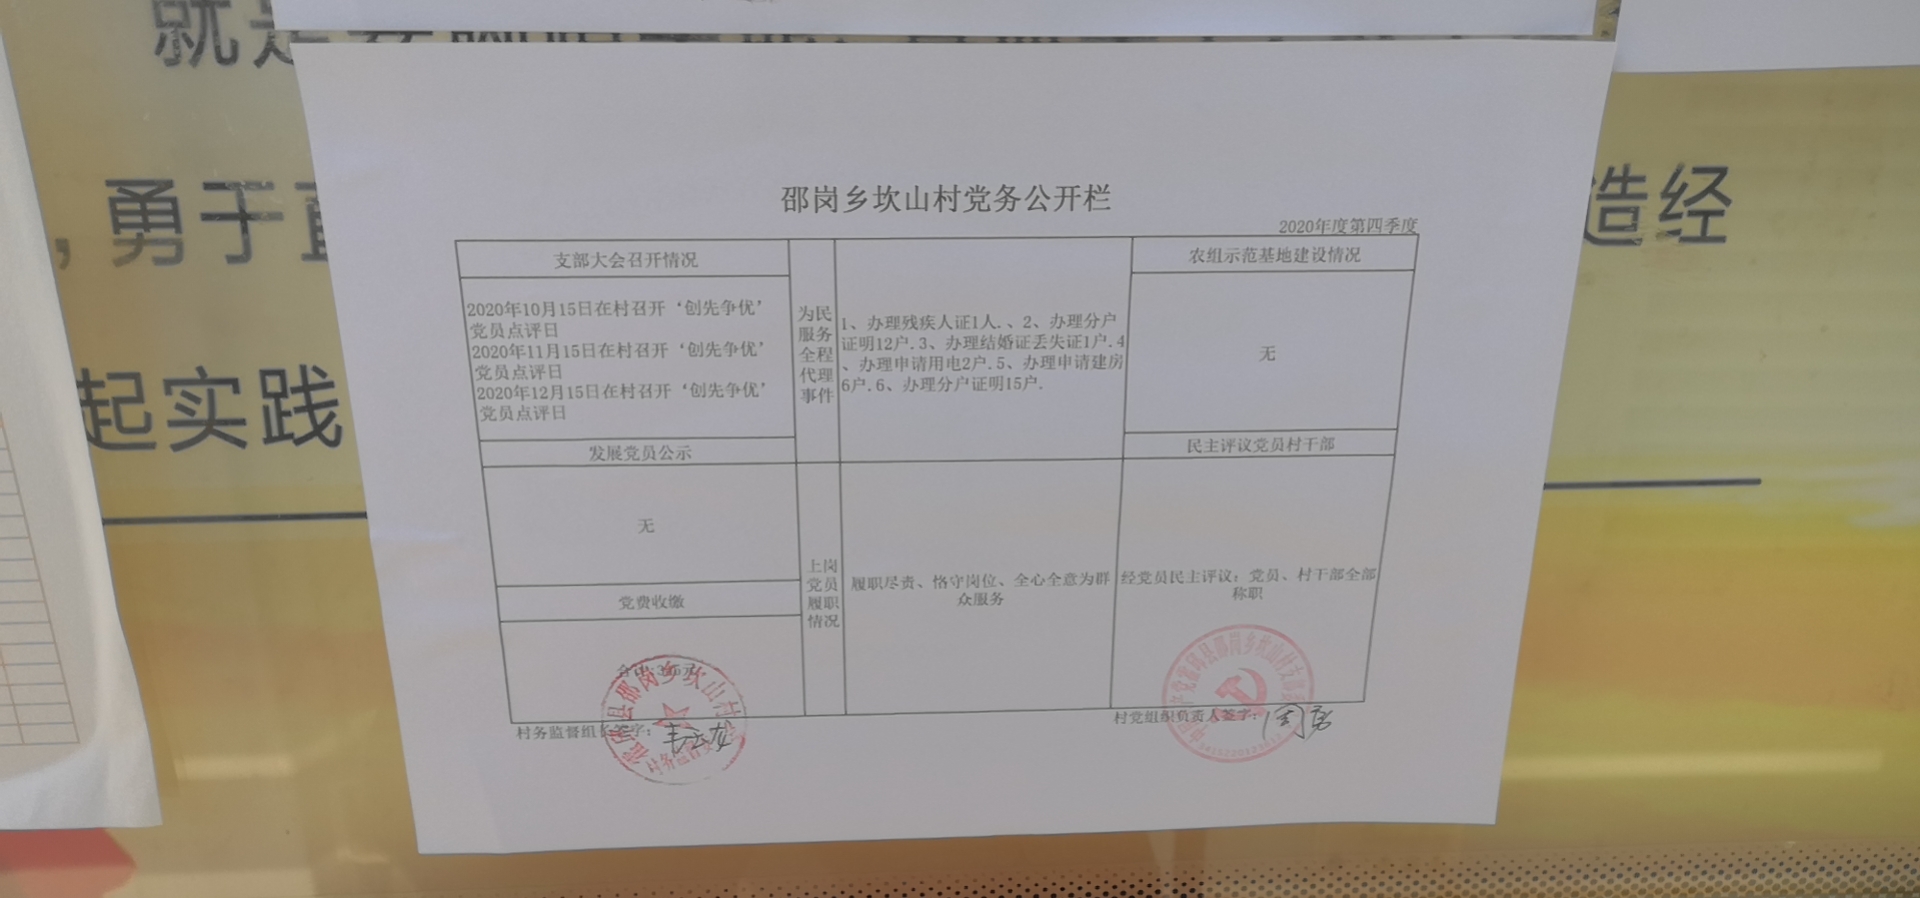 就是
，勇于
造经
起实践
邵岗乡坎山村党务公开栏
2020年度第四季度
支部大会召开情况
2020年10月15日在村召开‘创先争优’
党员点评日
2020年11月15日在村召开‘创先争优’
党员点评日
2020年12月15日在村召开‘创先争优’
党员点评日
发展党员公示
无
党费收缴
为民
服务
全程
代理
事件
1、办理残疾人证1人.、2、办理分户
证明12户.3、办理结婚证丢失证1户.4
、办理申请用电2户.5、办理申请建房
6户.6、办理分户证明15户.
上岗
党员
履职
情况
履职尽责、恪守岗位、全心全意为群
众服务
农组示范基地建设情况
无
民主评议党员村干部
经党员民主评议：党员、村干部全部
称职
村务监督组长签字：
村党组织负责人签字：